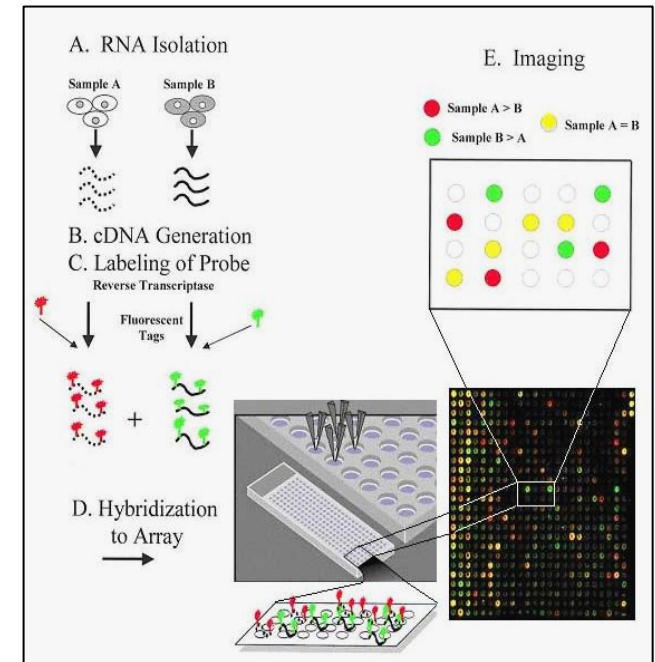 A. RNA Isolation
Sample A
Sample B
B. cDNA Generation
C. Labeling of Probe
Reverse Transcriptase
Fluorescent
Tags
+
D. Hybridization
to Array
E. Imaging
Sample A > B
Sample B > A
Sample A = B